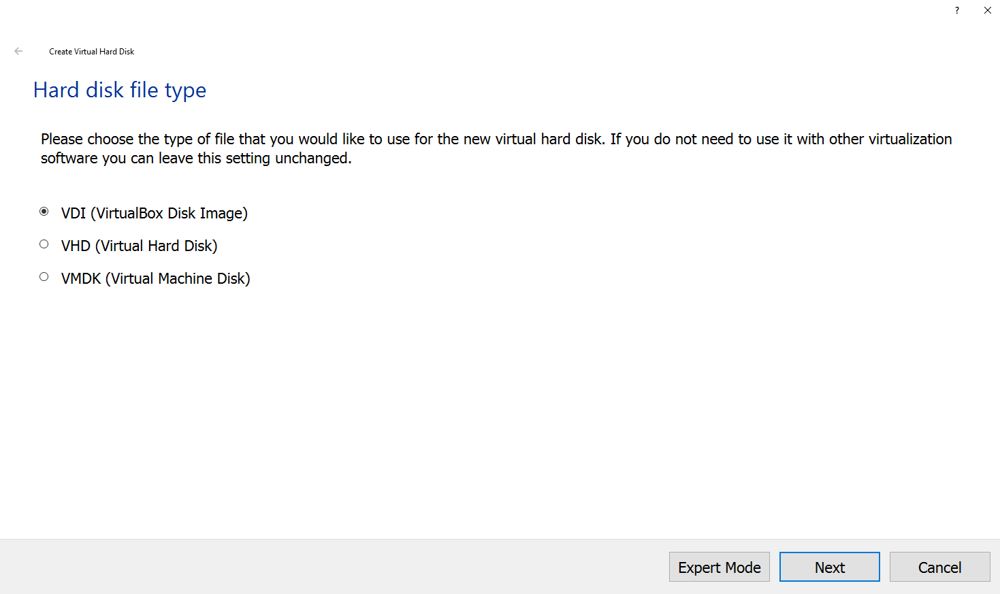 ?
Create Virtual Hard Disk
Hard disk file type
Please choose the type of file that you would like to use for the new virtual hard disk. If you do not need to use it with other virtualization
software you can leave this setting unchanged.
VDI (VirtualBox Disk Image)
VHD (Virtual Hard Disk)
VMDK (Virtual Machine Disk)
Expert Mode Next Cancel